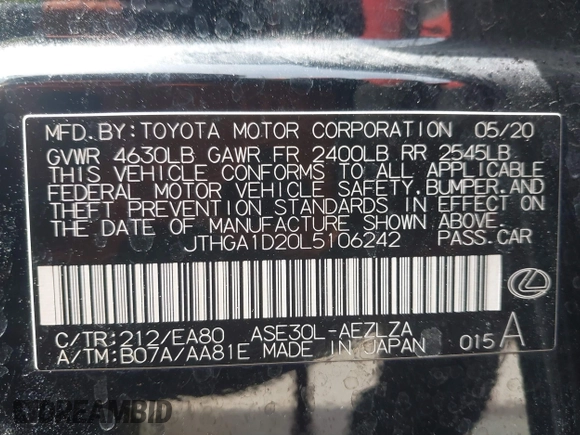 MFD.BY:TOYOTA MOTOR CORPORATION 05/20
GVWR 4630LB GAWR FR 2400LB RR 2545LB
THIS VEHICLE CONFORMS TO ALL APPLICABLE
FEDERAL MOTOR VEHICLE SAFETY,BUMPER,AND
THEFT PREVENTION STANDARDS IN EFFECT ON
THE DATE OF MANUFACTURE SHOWN ABOVE.
JTHGA1D20L5106242 PASS.CAR
C/TR:212/EA80 ASE30L-AEZLZA
A/TM:B07A/AA81E MADE IN JAPAN 015A
DREAMBID